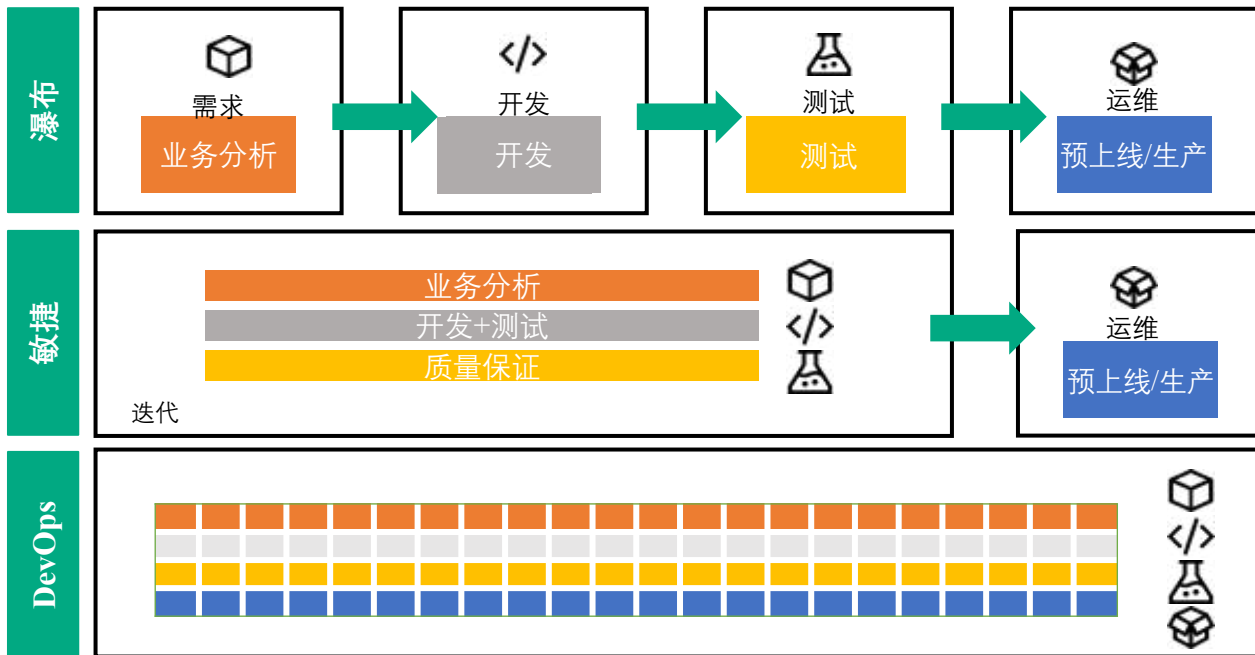 瀑布
需求
业务分析
开发
开发
测试
测试
运维
预上线/生产
敏捷
业务分析
开发+测试
质量保证
迭代
运维
预上线/生产
DevOps